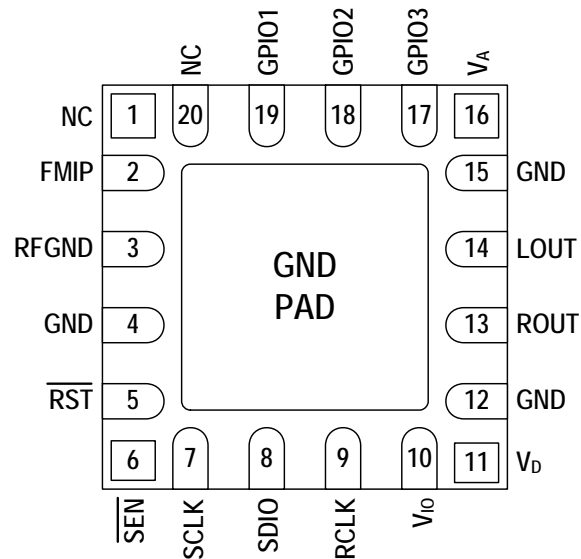 NC
GPIO1
GPIO2
GPIO3
VA
NC 1 20 19 18 17 16
FMIP 2 15 GND
RFGND 3 14 LOUT
GND
PAD
GND 4 13 ROUT
RST 5 12 GND
6 7 8 9 10 11 VD
SEN
SCLK
SDIO
RCLK
VIO